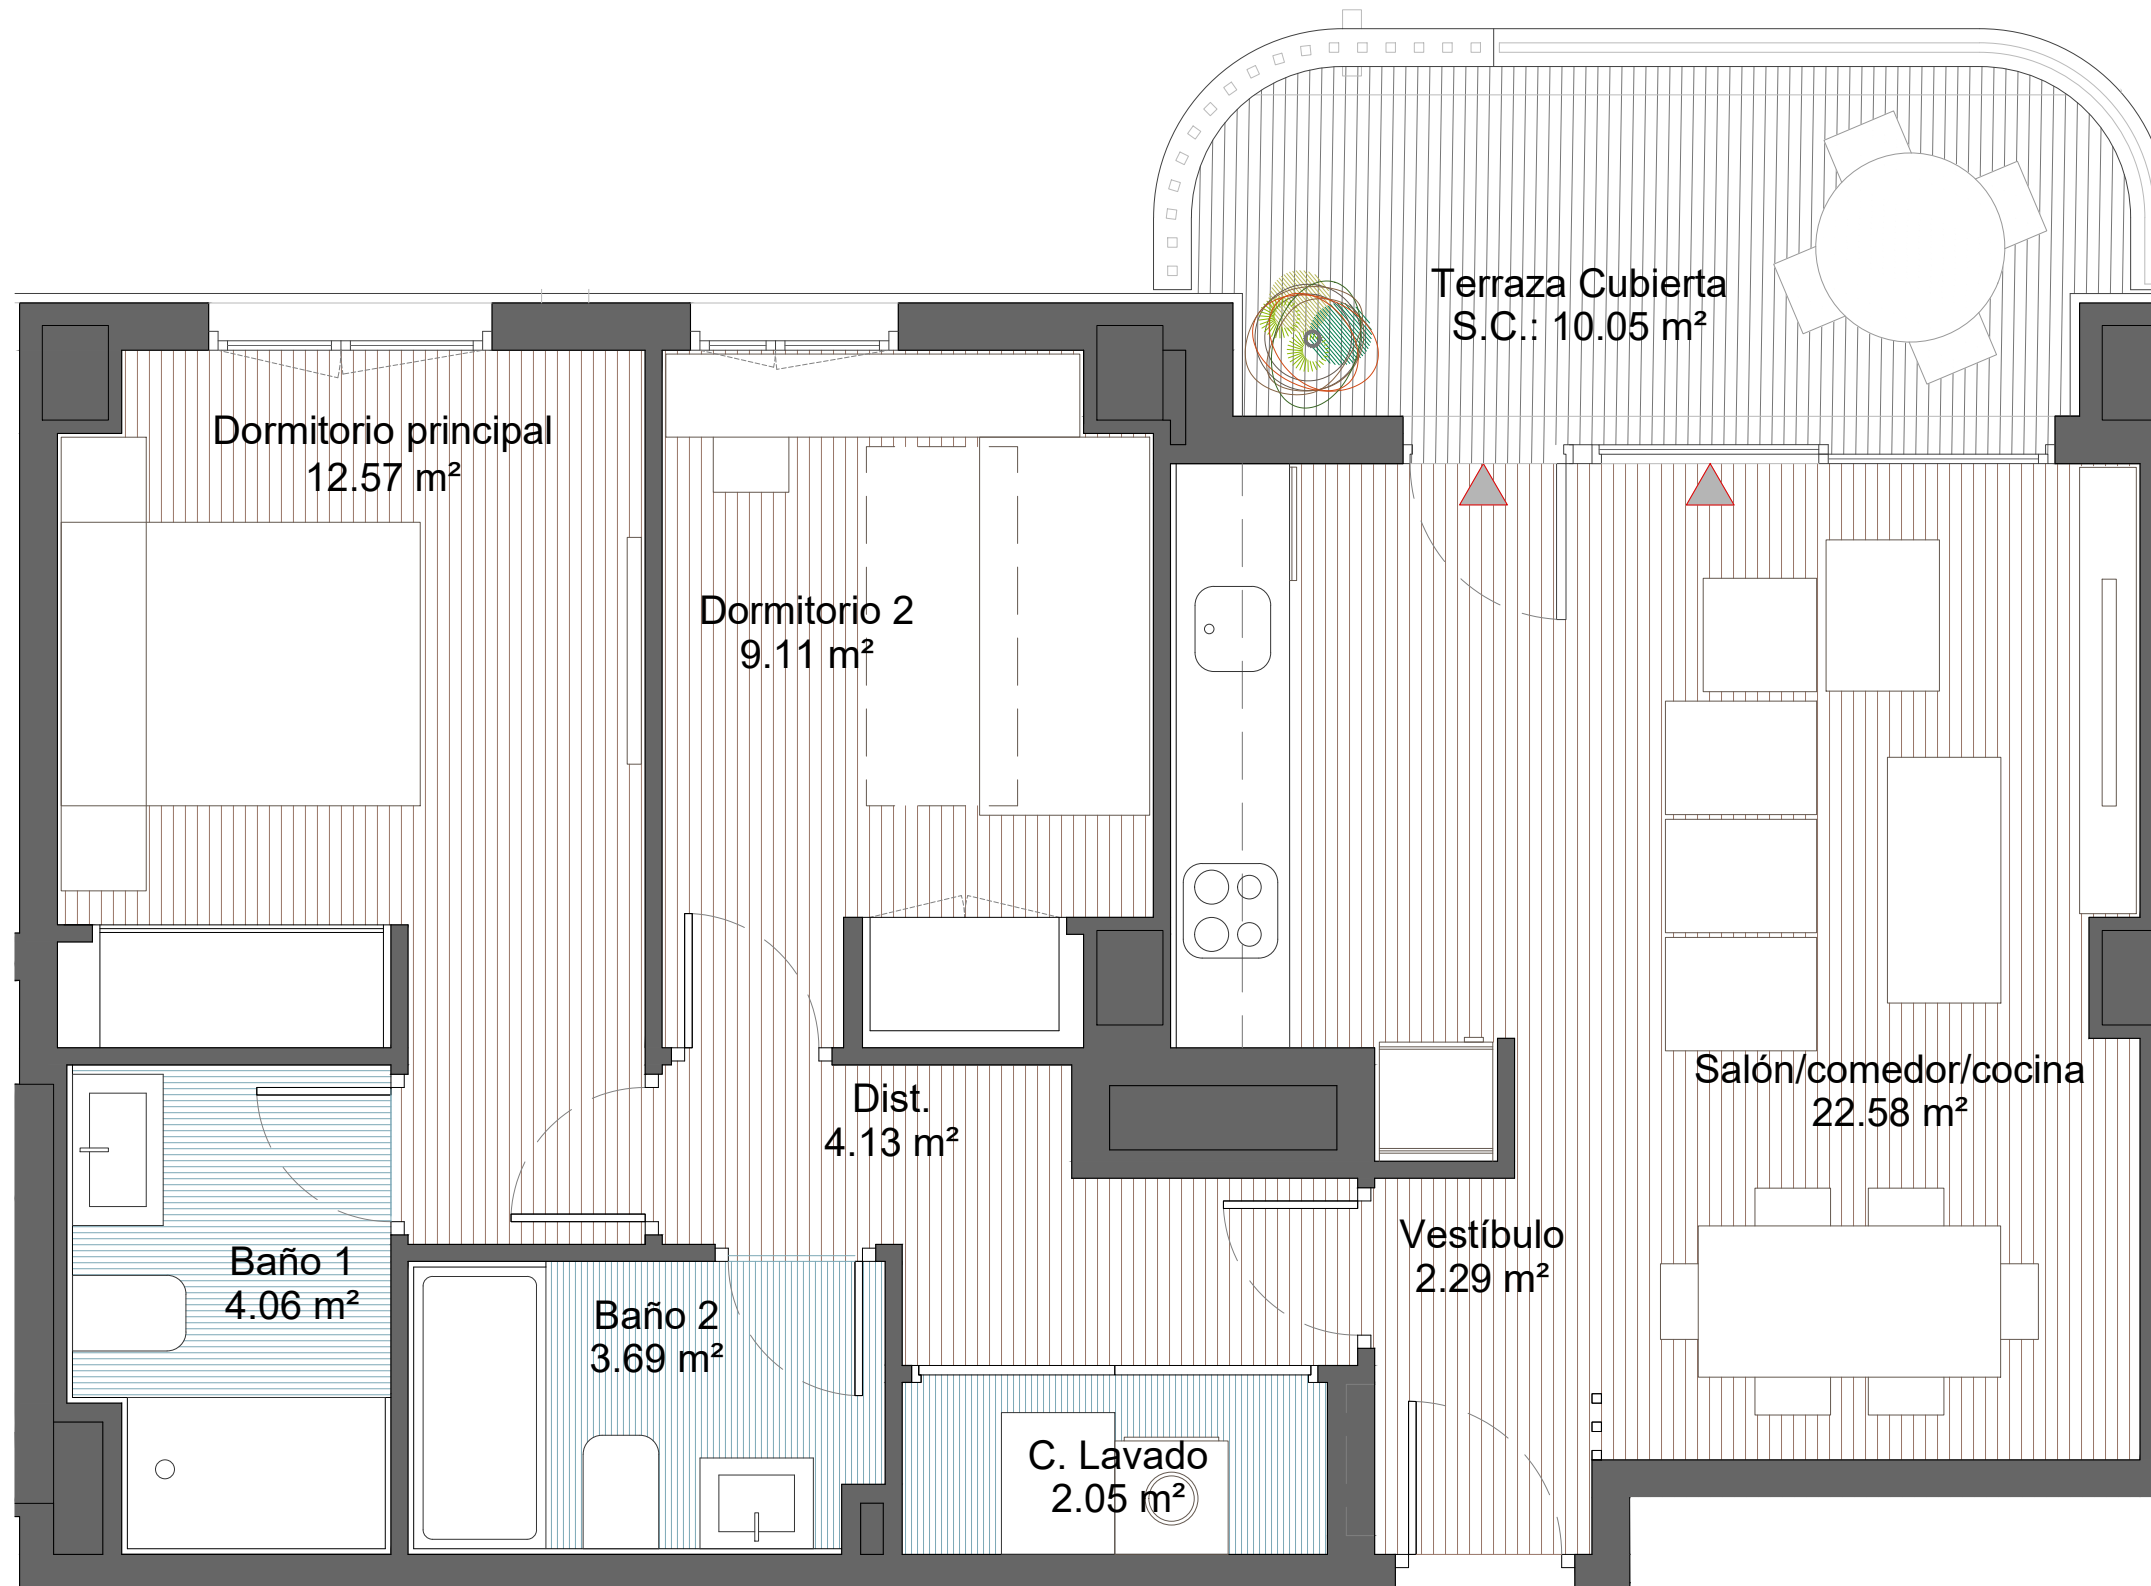 Terraza Cubierta
S.C.: 10.05 m²
Dormitorio principal
12.57 m²
Dormitorio 2
9.11 m²
Salón/comedor/cocina
22.58 m²
Dist.
4.13 m²
Vestíbulo
2.29 m²
Baño 1
4.06 m²
Baño 2
3.69 m²
C. Lavado
2.05 m²